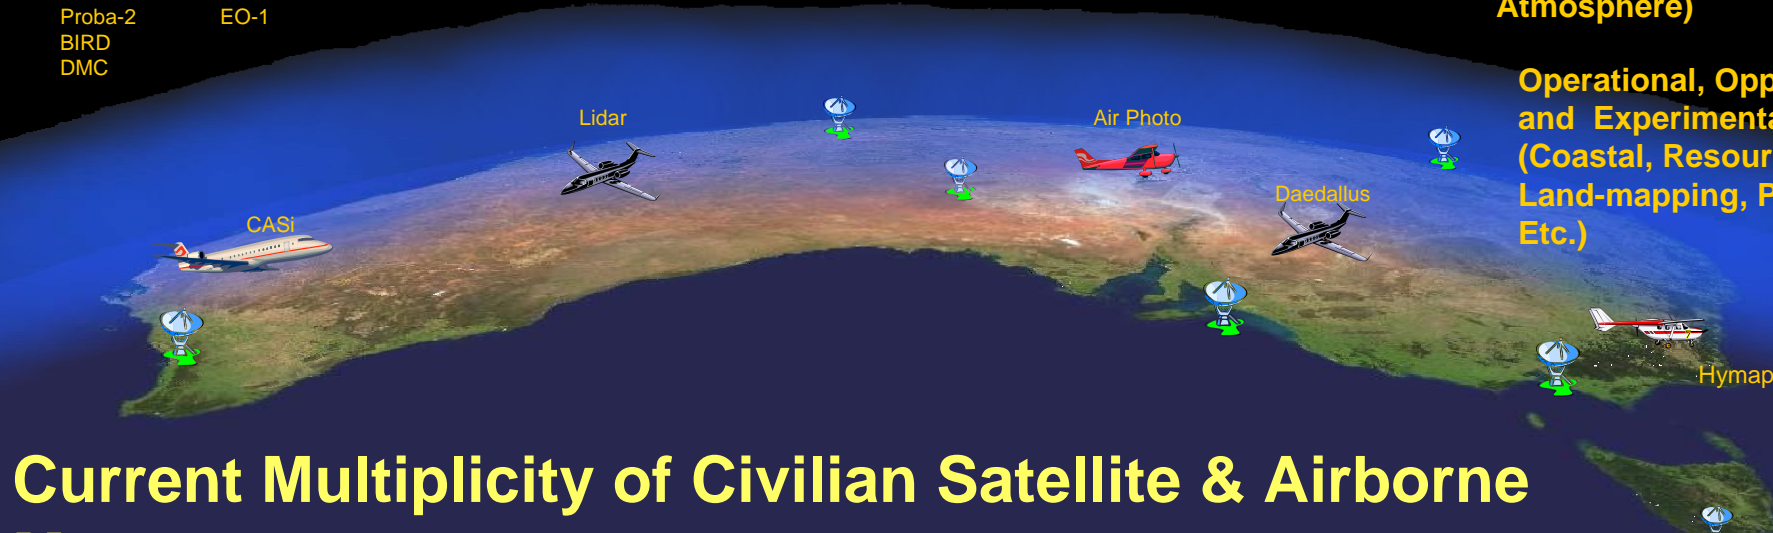 Proba-2 EO-1
BIRD
DMC
Atmosphere)
Operational, Opp
and Experimenta
(Coastal, Resour
Land-mapping, P
Etc.)
Lidar
Air Photo
Daedallus
CASi
Hymap
Current Multiplicity of Civilian Satellite & Airborne